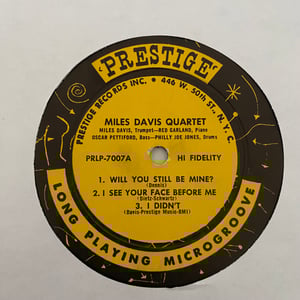 PRESTIGE
PRESTIGE RECORDS INC. • 446 W. 50th ST., N.Y.C.
MILES DAVIS QUARTET
MILES DAVIS, Trumpet—RED GARLAND, Piano
OSCAR PETTIFORD, Bass—PHILLY JOE JONES, Drums
PRLP-7007A HI FIDELITY
1. WILL YOU STILL BE MINE?
(Dennis)
2. I SEE YOUR FACE BEFORE ME
(Dietz-Schwartz)
3. I DIDN'T
(Davis-Prestige Music-BMI)
LONG PLAYING MICROGROOVE